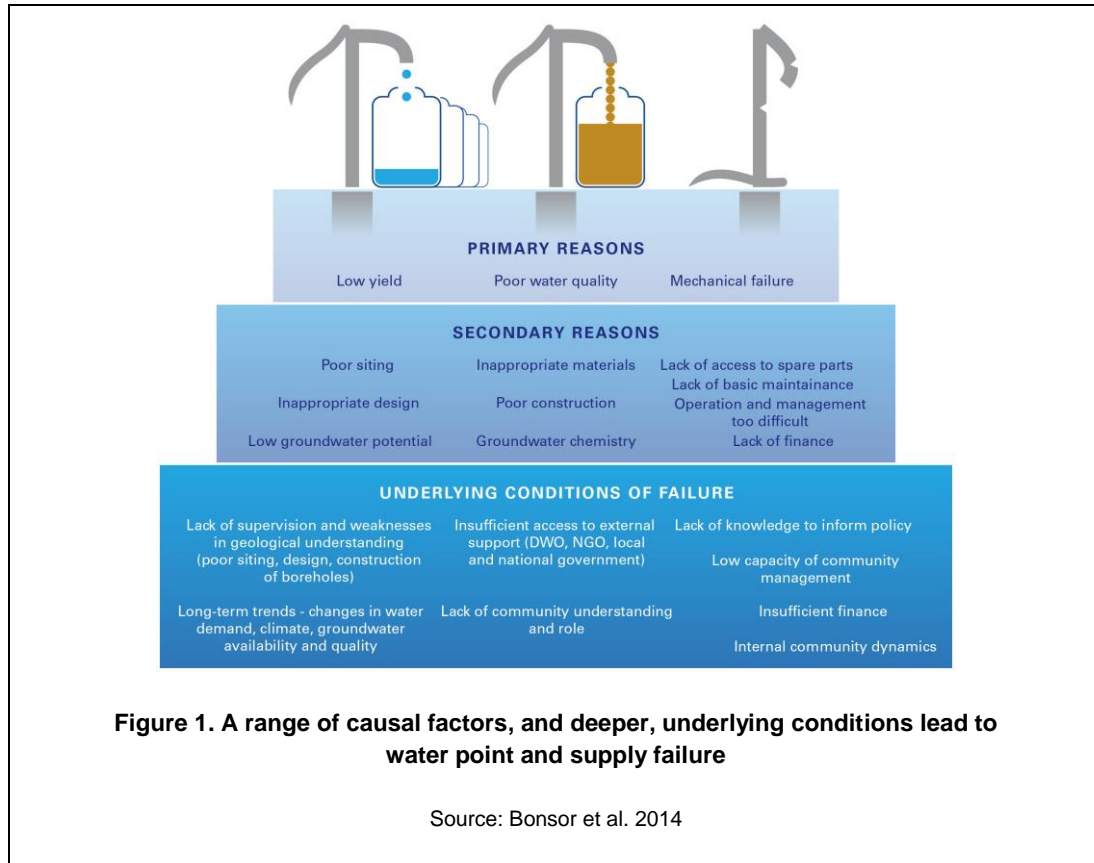 PRIMARY REASONS
Low yield
Poor water quality
Mechanical failure
SECONDARY REASONS
Poor siting
Inappropriate materials
Lack of access to spare parts
Lack of basic maintainance
Inappropriate design
Poor construction
Operation and management
too difficult
Low groundwater potential
Groundwater chemistry
Lack of finance
UNDERLYING CONDITIONS OF FAILURE
Lack of supervision and weaknesses
in geological understanding
(poor siting, design, construction
of boreholes)
Insufficient access to external
support (DWO, NGO, local
and national government)
Lack of knowledge to inform policy
Low capacity of community
management
Long-term trends - changes in water
demand, climate, groundwater
availability and quality
Lack of community understanding
and role
Insufficient finance
Internal community dynamics
Figure 1. A range of causal factors, and deeper, underlying conditions lead to
water point and supply failure
Source: Bonsor et al. 2014